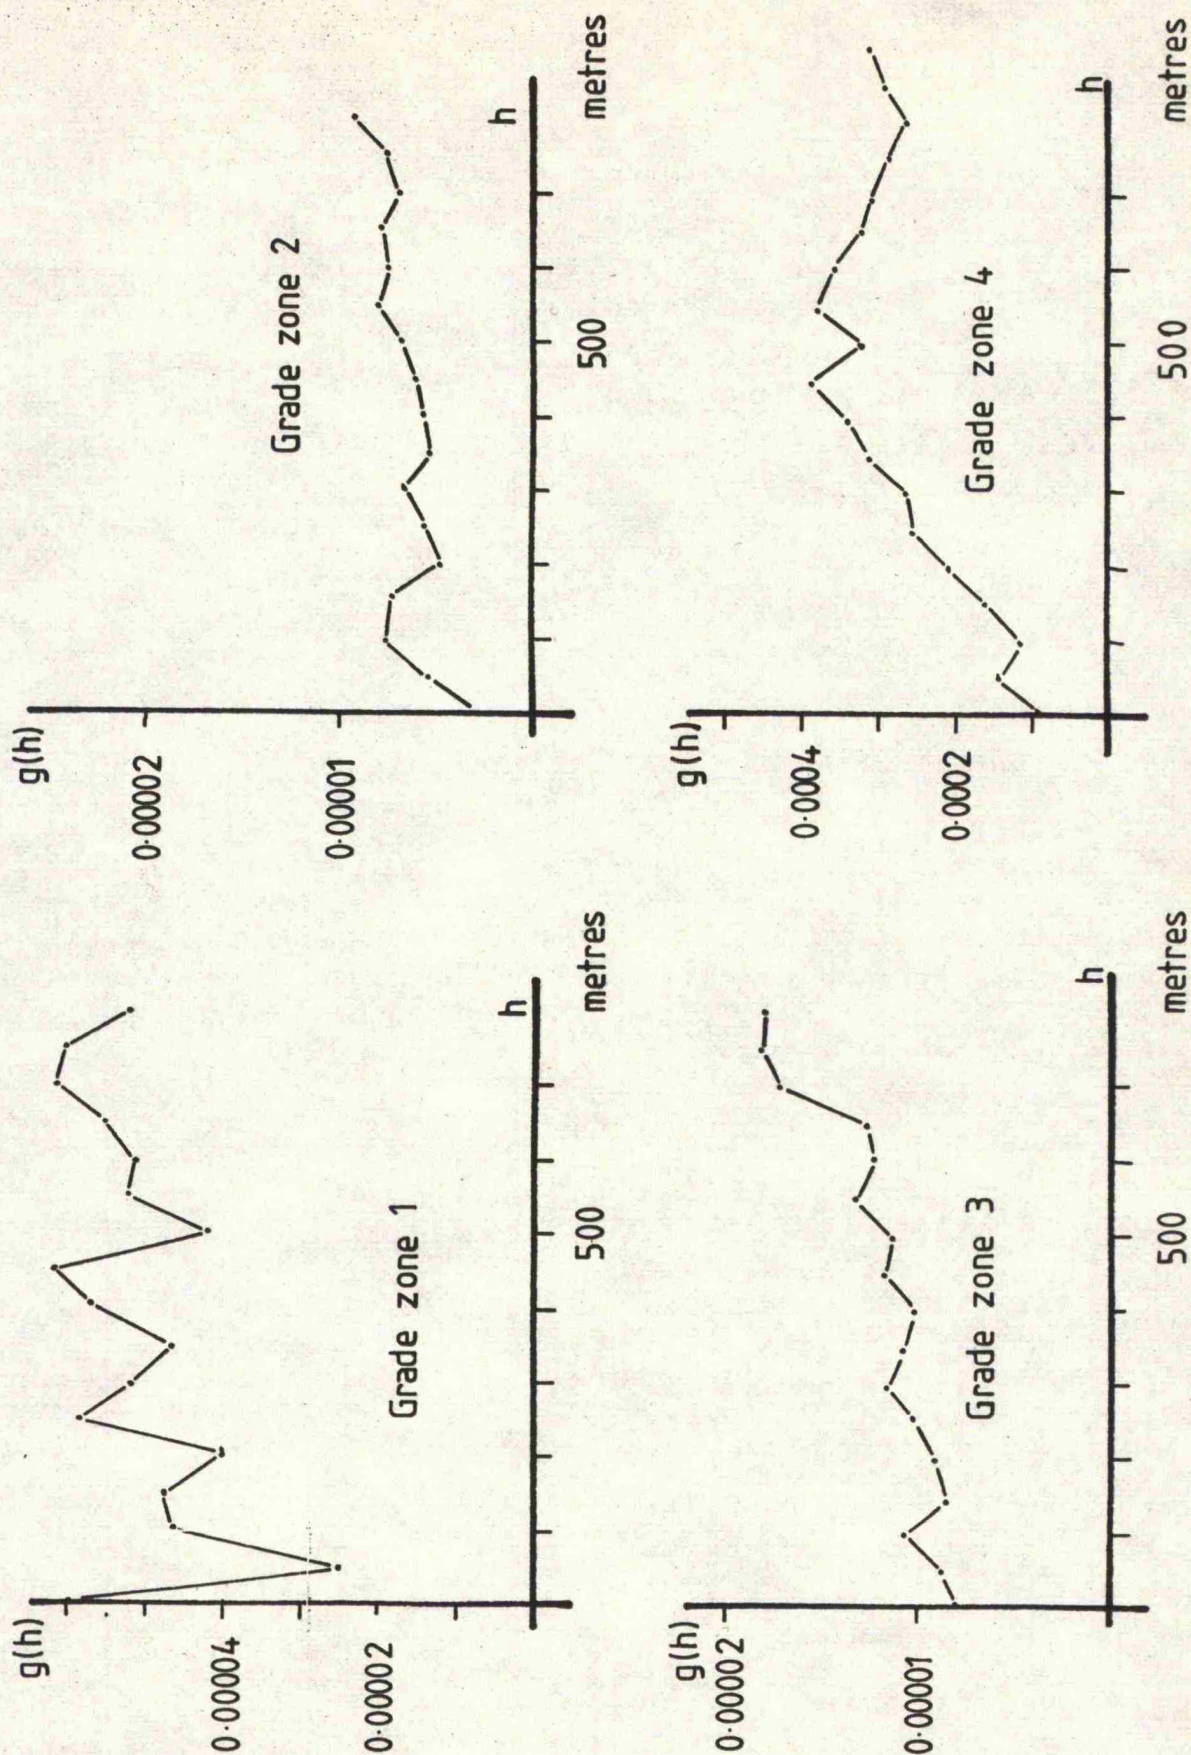 g(h)
0·00004
0·00002
Grade zone 1
h
500
metres
g(h)
0·00002
0·00001
Grade zone 2
h
500
metres
g(h)
0·00002
0·00001
Grade zone 3
h
500
metres
g(h)
0·0004
0·0002
Grade zone 4
h
500
metres